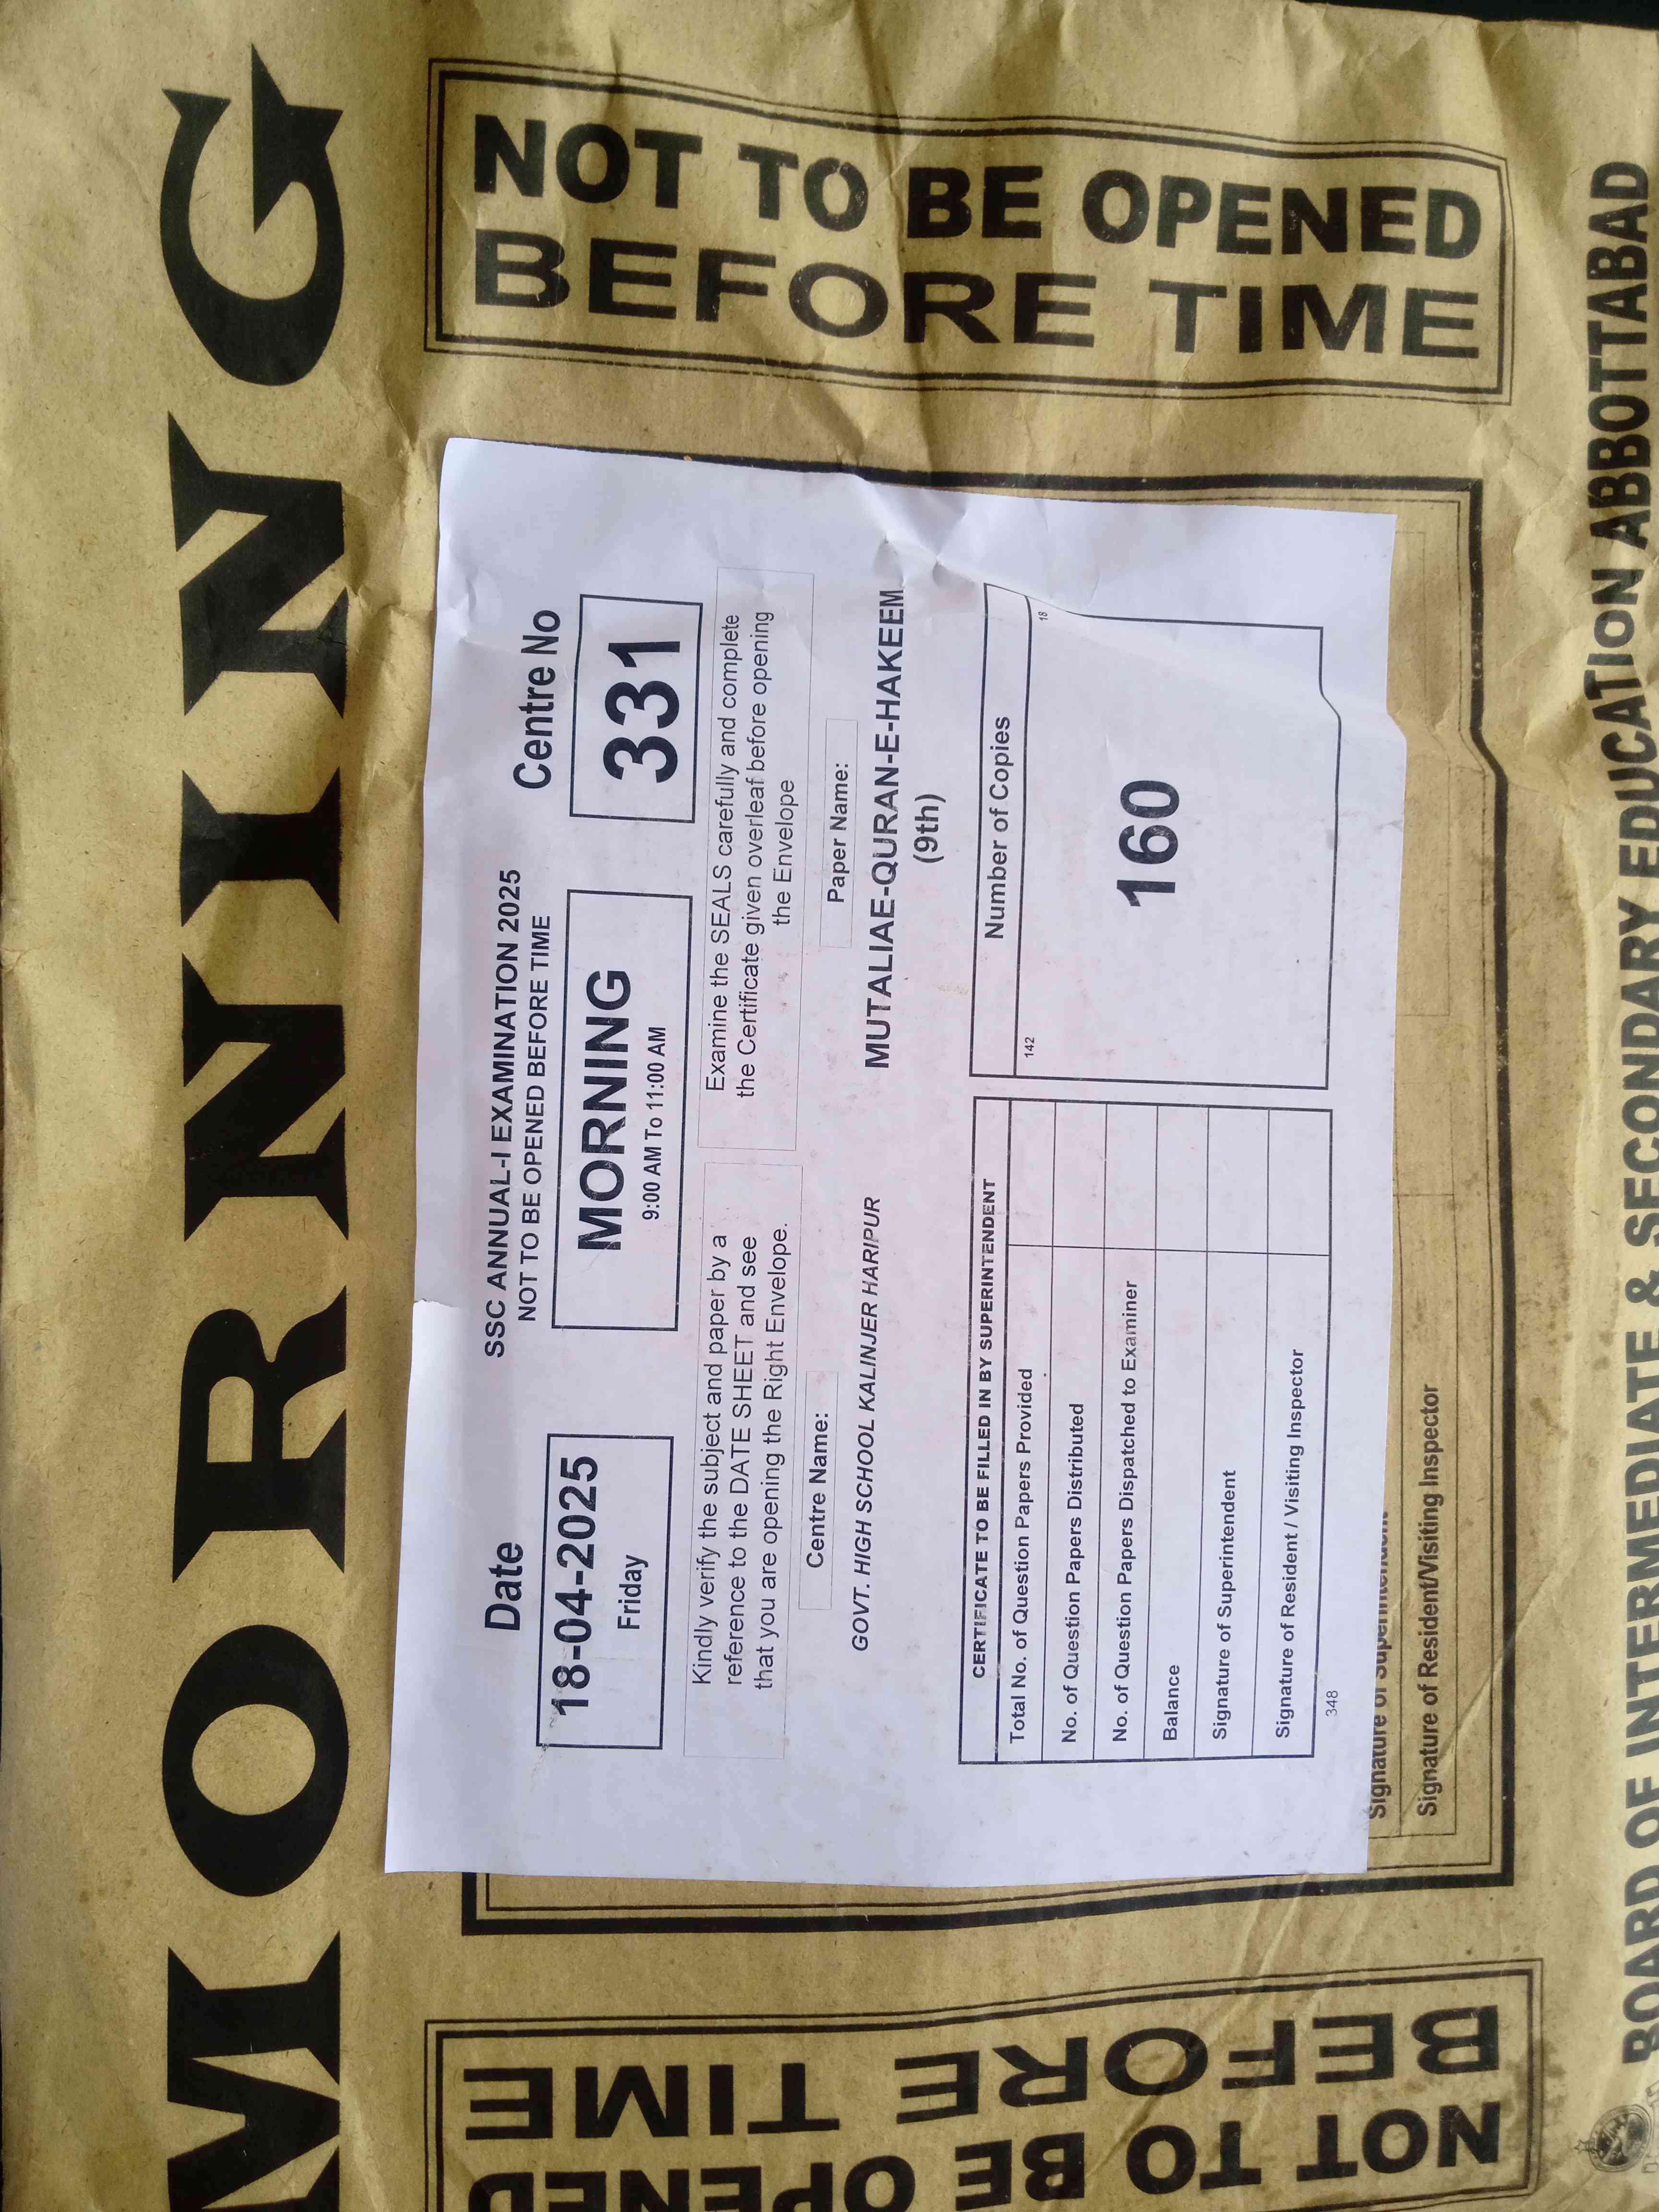 MORNING
NOT TO BE OPENED
BEFORE TIME
SSC ANNUAL-I EXAMINATION 2025
NOT TO BE OPENED BEFORE TIME
Date
18-04-2025
Friday
MORNING
9:00 AM To 11:00 AM
Centre No
331
Kindly verify the subject and paper by a
reference to the DATE SHEET and see
that you are opening the Right Envelope.
Examine the SEALS carefully and complete
the Certificate given overleaf before opening
the Envelope
Centre Name:
GOVT. HIGH SCHOOL KALINJER HARIPUR
Paper Name:
MUTALIAE-QURAN-E-HAKEEM
(9th)
CERTIFICATE TO BE FILLED IN BY SUPERINTENDENT
Total No. of Question Papers Provided
No. of Question Papers Distributed
No. of Question Papers Dispatched to Examiner
Balance
Signature of Superintendent
Signature of Resident / Visiting Inspector
348
Number of Copies
142
18
160
Signature of Superintendent
Signature of Resident/Visiting Inspector
NOT TO BE OPENED
BEFORE TIME
BOARD OF INTERMEDIATE & SECONDARY EDUCATION ABBOTTABAD